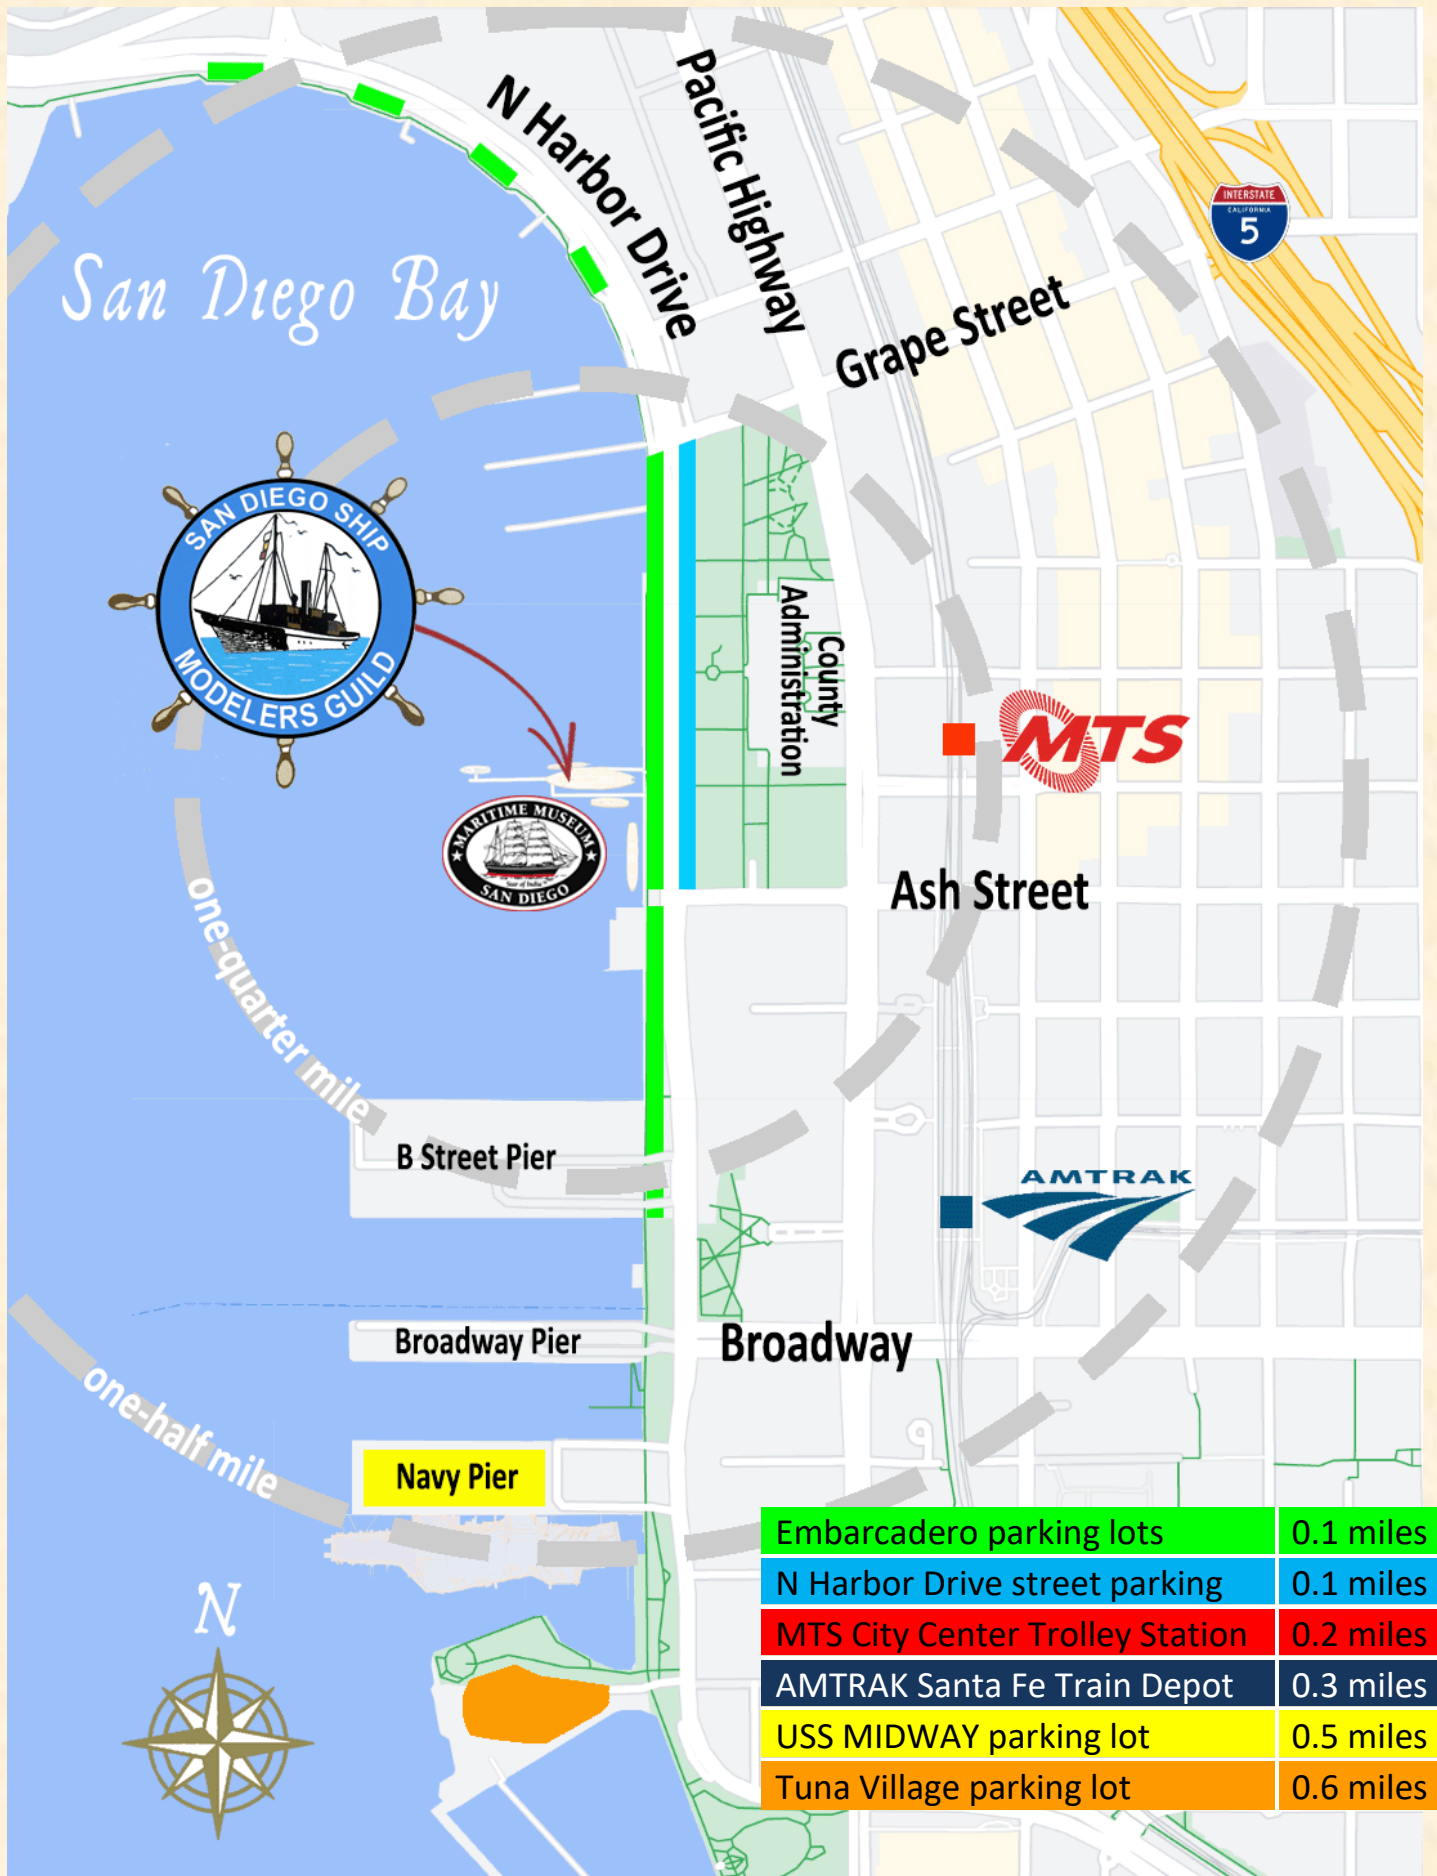 N Harbor Drive
Pacific Highway
INTERSTATE
CALIFORNIA
5
San Diego Bay
Grape Street
SAN DIEGO SHIP
MODELERS GUILD
County
Administration
MTS
MARITIME MUSEUM
Star of India
SAN DIEGO
Ash Street
one-quarter mile
B Street Pier
AMTRAK
Broadway Pier
Broadway
one-half mile
Navy Pier
N
Embarcadero parking lots 0.1 miles
N Harbor Drive street parking 0.1 miles
MTS City Center Trolley Station 0.2 miles
AMTRAK Santa Fe Train Depot 0.3 miles
USS MIDWAY parking lot 0.5 miles
Tuna Village parking lot 0.6 miles